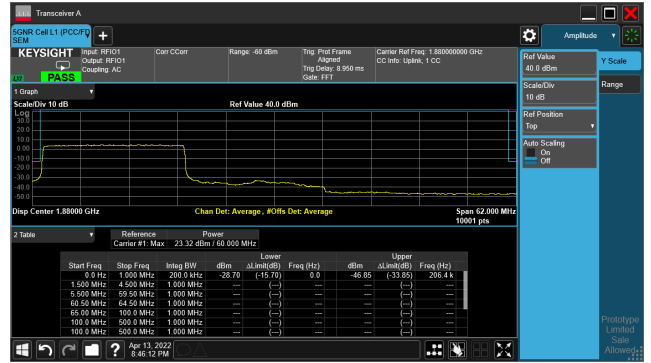 Transceiver A
5GNR Cell L1 (PCC/FD
SEM
Amplitude
KEYSIGHT
Input: RFIO1
Output: RFIO1
Coupling: AC
Corr CCorr
Range: -60 dBm
Trig: Prot Frame
Aligned
Trig Delay: 8.950 ms
Gate: FFT
Carrier Ref Freq: 1.880000000 GHz
CC Info: Uplink, 1 CC
PASS
Ref Value
40.0 dBm
Y Scale
Scale/Div
10 dB
Range
Ref Position
Top
Auto Scaling
On
Off
1 Graph
Scale/Div 10 dB
Ref Value 40.0 dBm
Log
30.0
20.0
10.0
0.00
-10.0
-20.0
-30.0
-40.0
-50.0
Disp Center 1.88000 GHz
Chan Det: Average, #Offs Det: Average
Span 62.000 MHz
10001 pts
2 Table
Reference Power
Carrier #1: Max 23.32 dBm / 60.000 MHz
Lower Upper
Start Freq Stop Freq Integ BW dBm ΔLimit(dB) Freq (Hz) dBm ΔLimit(dB) Freq (Hz)
0.0 Hz 1.000 MHz 200.0 kHz -28.70 (-15.70) 0.0 -46.85 (-33.85) 206.4 k
1.500 MHz 4.500 MHz 1.000 MHz --- (---) --- --- (---) ---
5.500 MHz 59.50 MHz 1.000 MHz --- (---) --- --- (---) ---
60.50 MHz 64.50 MHz 1.000 MHz --- (---) --- --- (---) ---
65.00 MHz 100.0 MHz 1.000 MHz --- (---) --- --- (---) ---
100.0 MHz 500.0 MHz 1.000 MHz --- (---) --- --- (---) ---
100.0 MHz 500.0 MHz 1.000 MHz --- (---) --- --- (---) ---
Prototype
Limited
Sale
Allowed
Apr 13, 2022
8:46:12 PM